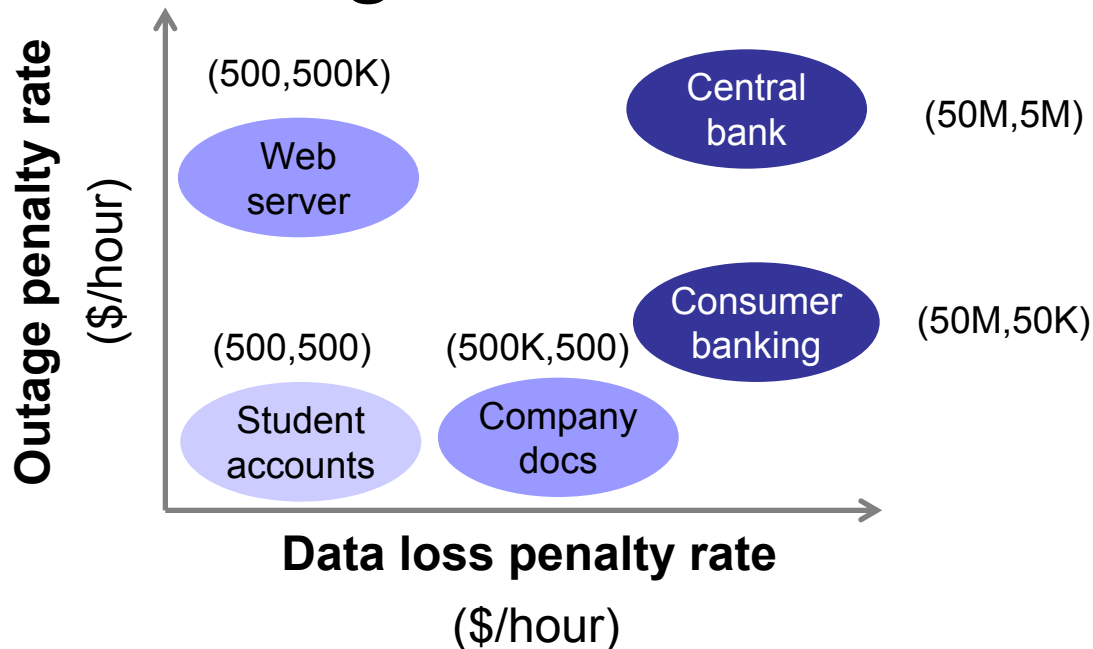 Outage penalty rate
($/hour)
(500,500K)
Web
server
Central
bank
(50M,5M)
Consumer
banking
(50M,50K)
(500,500)
(500K,500)
Student
accounts
Company
docs
Data loss penalty rate
($/hour)